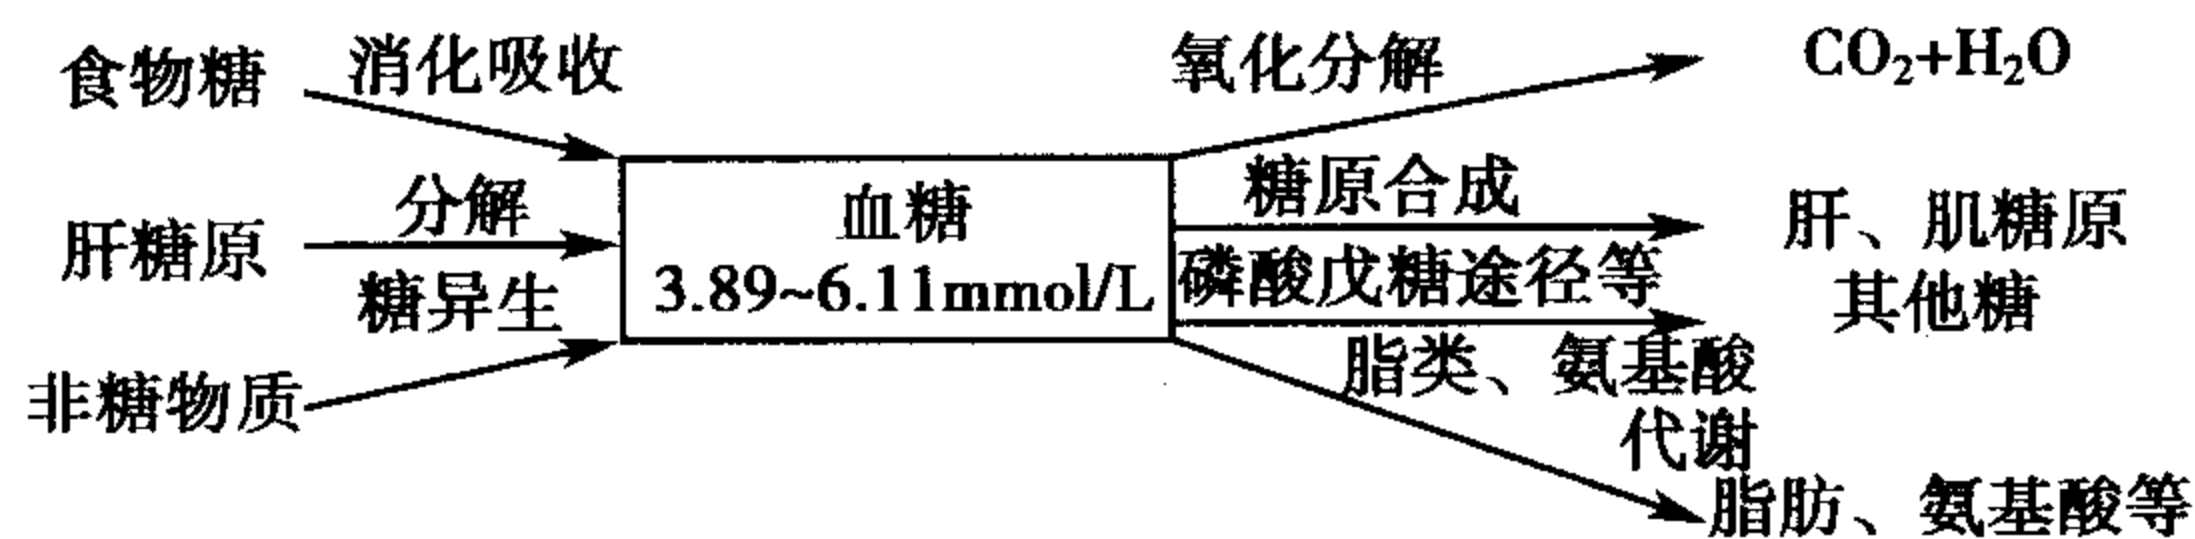 食物糖
消化吸收
氧化分解
CO₂+H₂O
肝糖原
分解
血糖
3.89~6.11mmol/L
糖原合成
肝、肌糖原
磷酸戊糖途径等
其他糖
糖异生
非糖物质
脂类、氨基酸
代谢
脂肪、氨基酸等